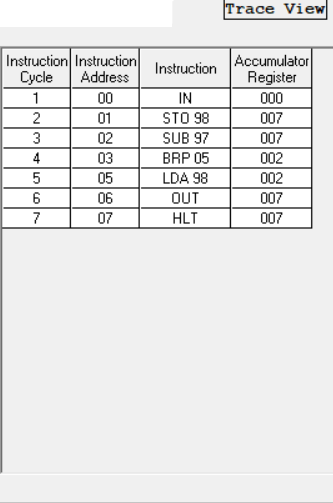 Trace View
Instruction Cycle Instruction Address Instruction Accumulator Register
1 00 IN 000
2 01 STO 98 007
3 02 SUB 97 007
4 03 BRP 05 002
5 05 LDA 98 002
6 06 OUT 007
7 07 HLT 007